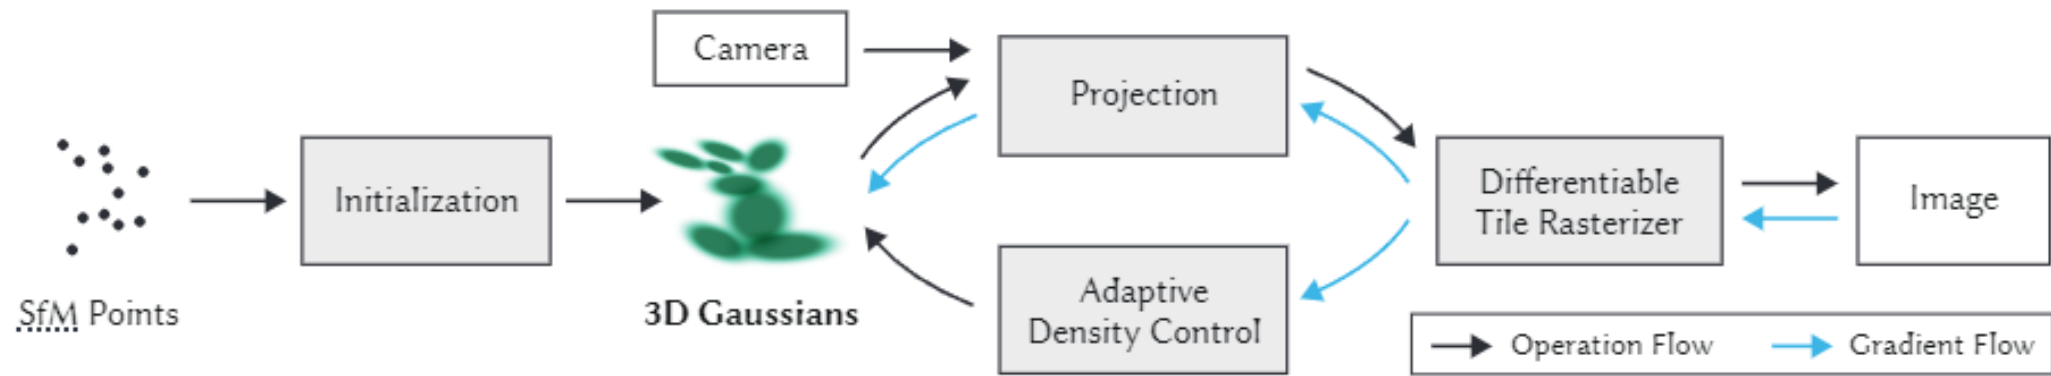 Camera
Projection
Initialization
Differentiable
Tile Rasterizer
Image
SfM Points
3D Gaussians
Adaptive
Density Control
Operation Flow
Gradient Flow